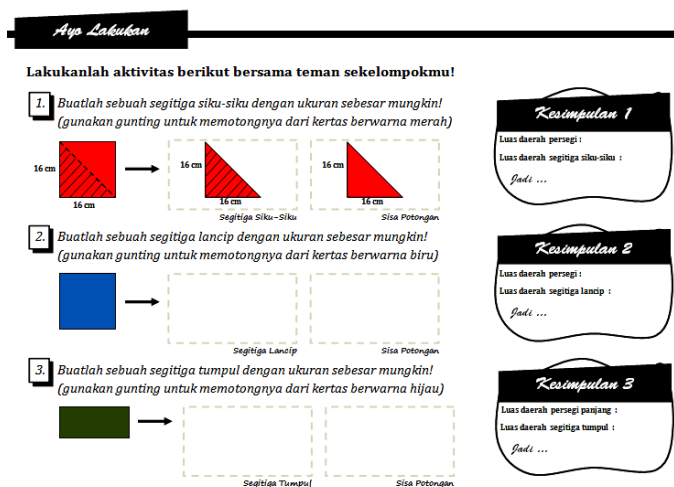 Ayo Lakukan
Lakukanlah aktivitas berikut bersama teman sekelompokmu!
1. Buatlah sebuah segitiga siku-siku dengan ukuran sebesar mungkin!
(gunakan gunting untuk memotongnya dari kertas berwarna merah)
16 cm
16 cm
16 cm
16 cm
Segitiga Siku-Siku
16 cm
16 cm
Sisa Potongan
Kesimpulan 1
Luas daerah persegi :
Luas daerah segitiga siku-siku :
Jadi ...
2. Buatlah sebuah segitiga lancip dengan ukuran sebesar mungkin!
(gunakan gunting untuk memotongnya dari kertas berwarna biru)
Segitiga Lancip
Sisa Potongan
Kesimpulan 2
Luas daerah persegi :
Luas daerah segitiga lancip :
Jadi ...
3. Buatlah sebuah segitiga tumpul dengan ukuran sebesar mungkin!
(gunakan gunting untuk memotongnya dari kertas berwarna hijau)
Segitiga Tumpul
Sisa Potongan
Kesimpulan 3
Luas daerah persegi panjang :
Luas daerah segitiga tumpul :
Jadi ...